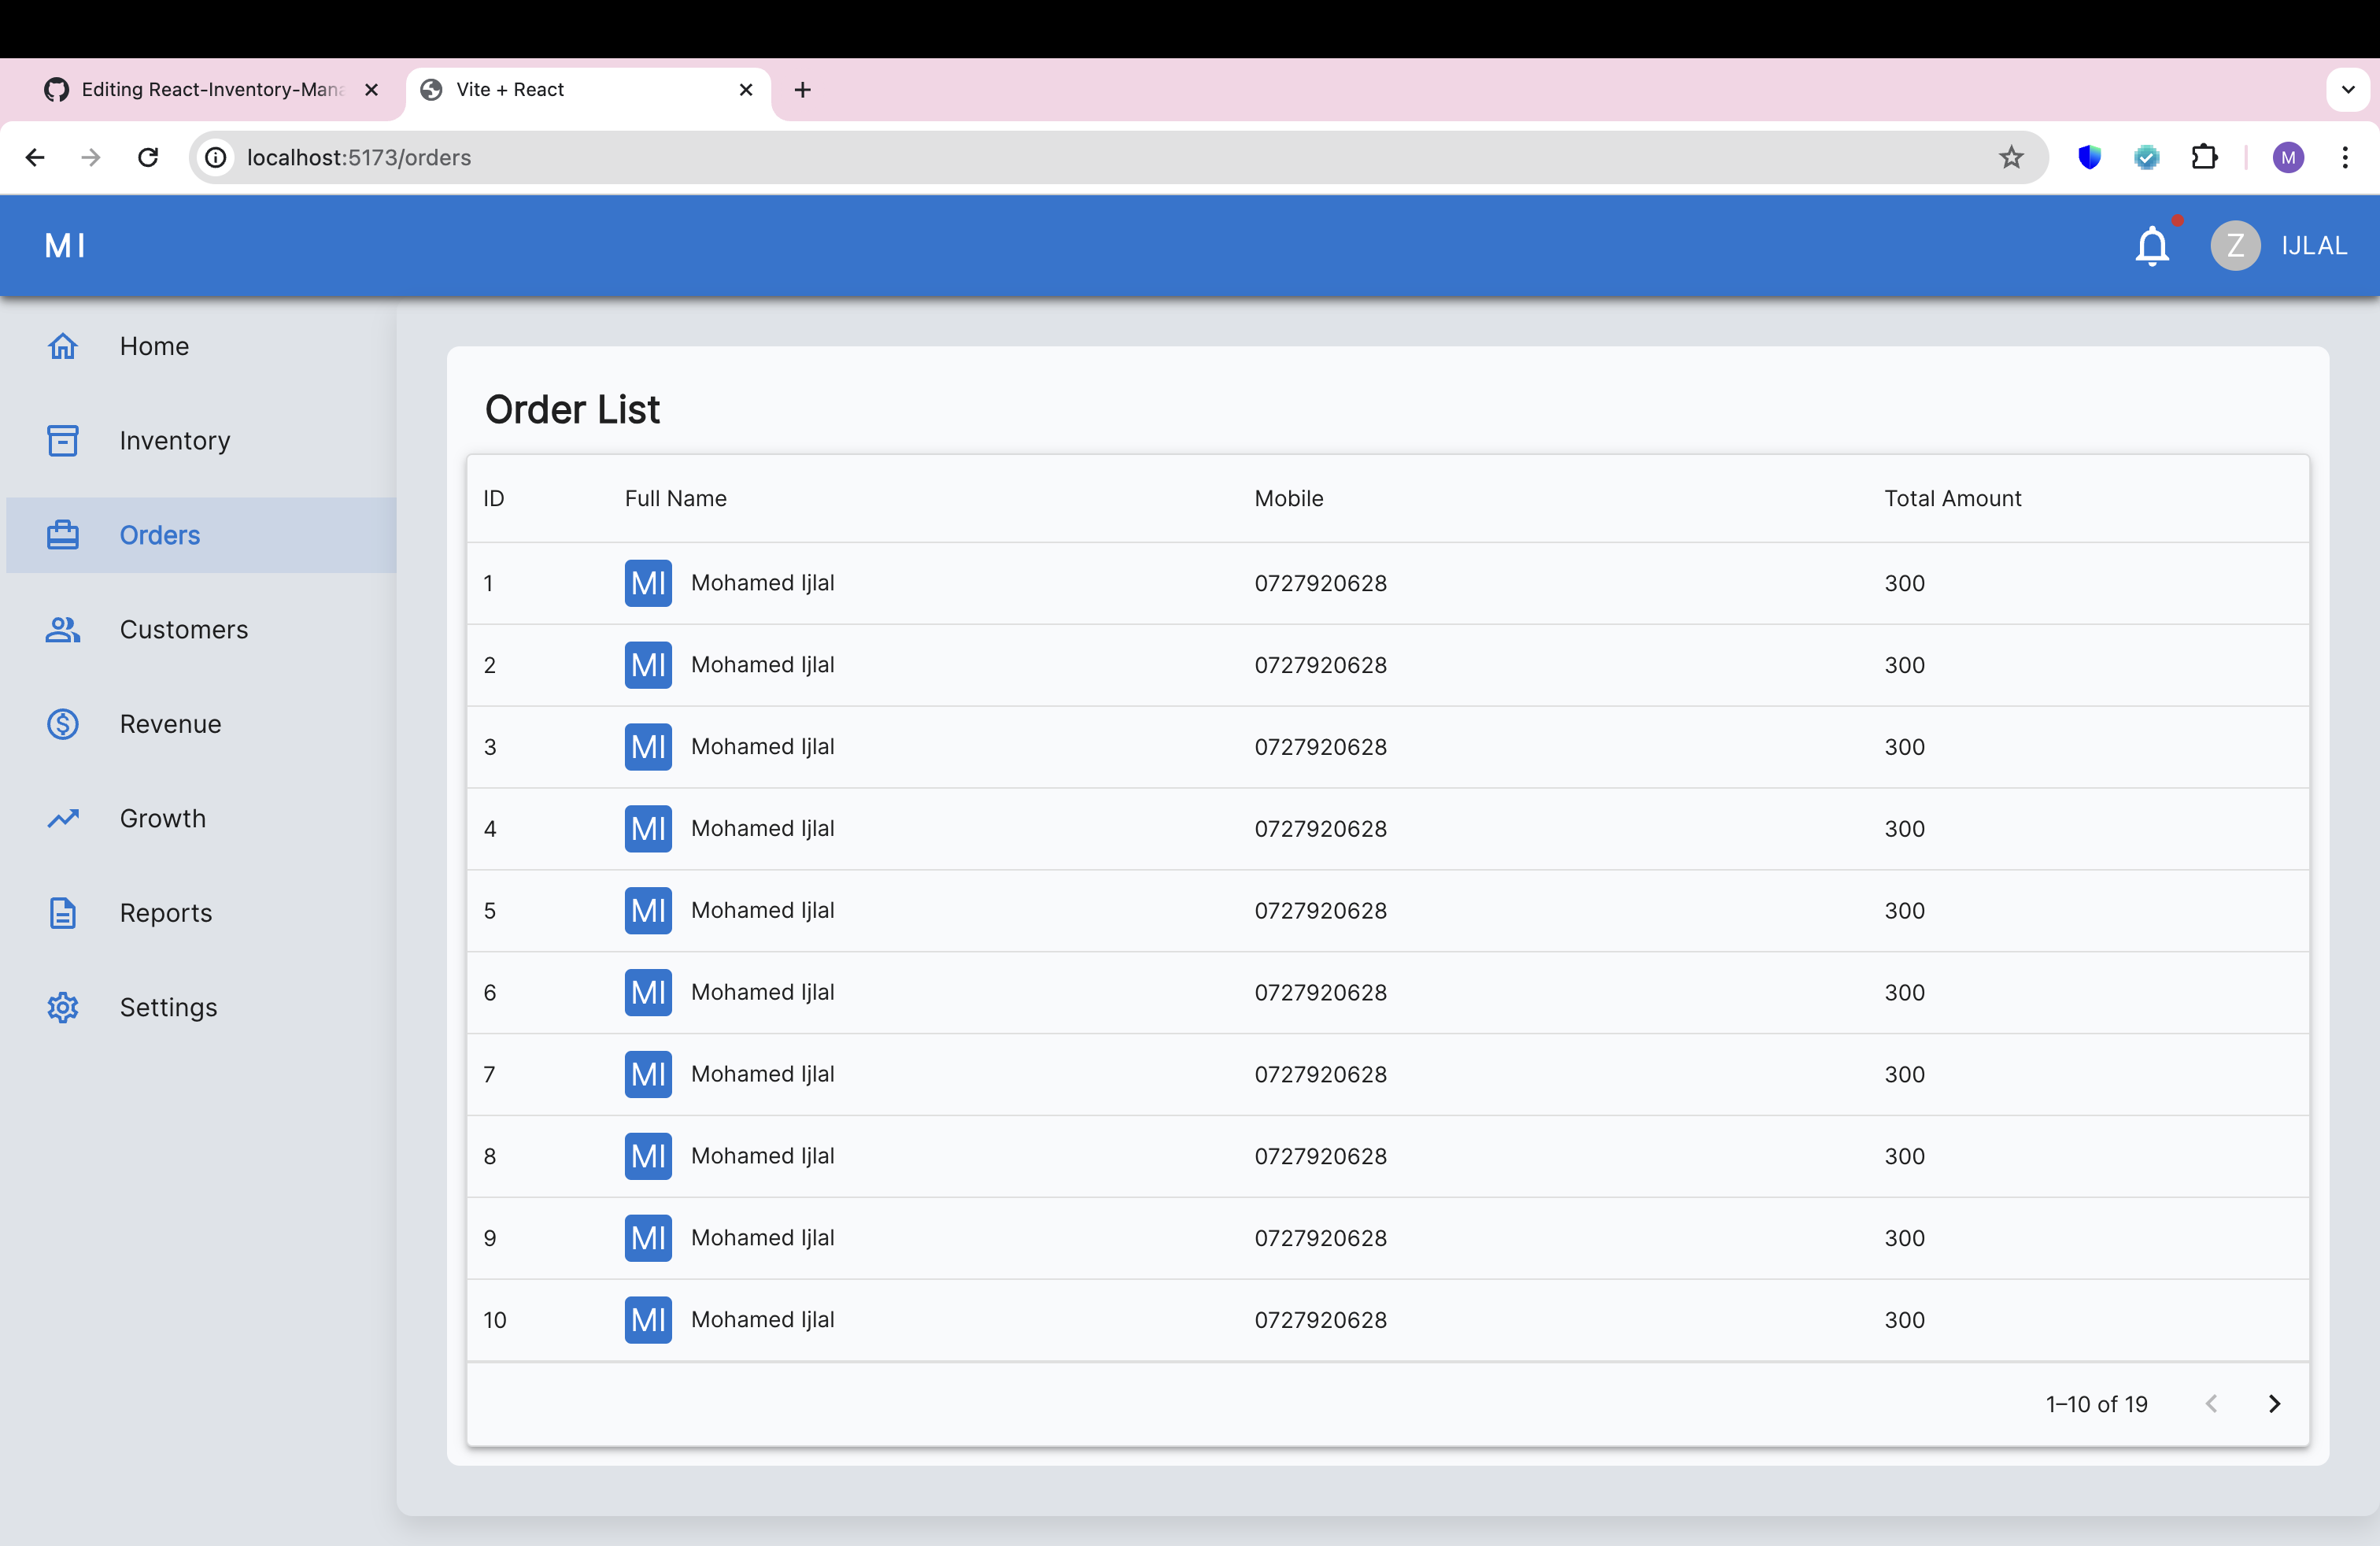 Editing React-Inventory-Mana
Vite + React
localhost:5173/orders
M
MI
Z IJLAL
Home
Inventory
Orders
Customers
Revenue
Growth
Reports
Settings
Order List
ID Full Name Mobile Total Amount
1 MI Mohamed Ijlal 0727920628 300
2 MI Mohamed Ijlal 0727920628 300
3 MI Mohamed Ijlal 0727920628 300
4 MI Mohamed Ijlal 0727920628 300
5 MI Mohamed Ijlal 0727920628 300
6 MI Mohamed Ijlal 0727920628 300
7 MI Mohamed Ijlal 0727920628 300
8 MI Mohamed Ijlal 0727920628 300
9 MI Mohamed Ijlal 0727920628 300
10 MI Mohamed Ijlal 0727920628 300
1–10 of 19